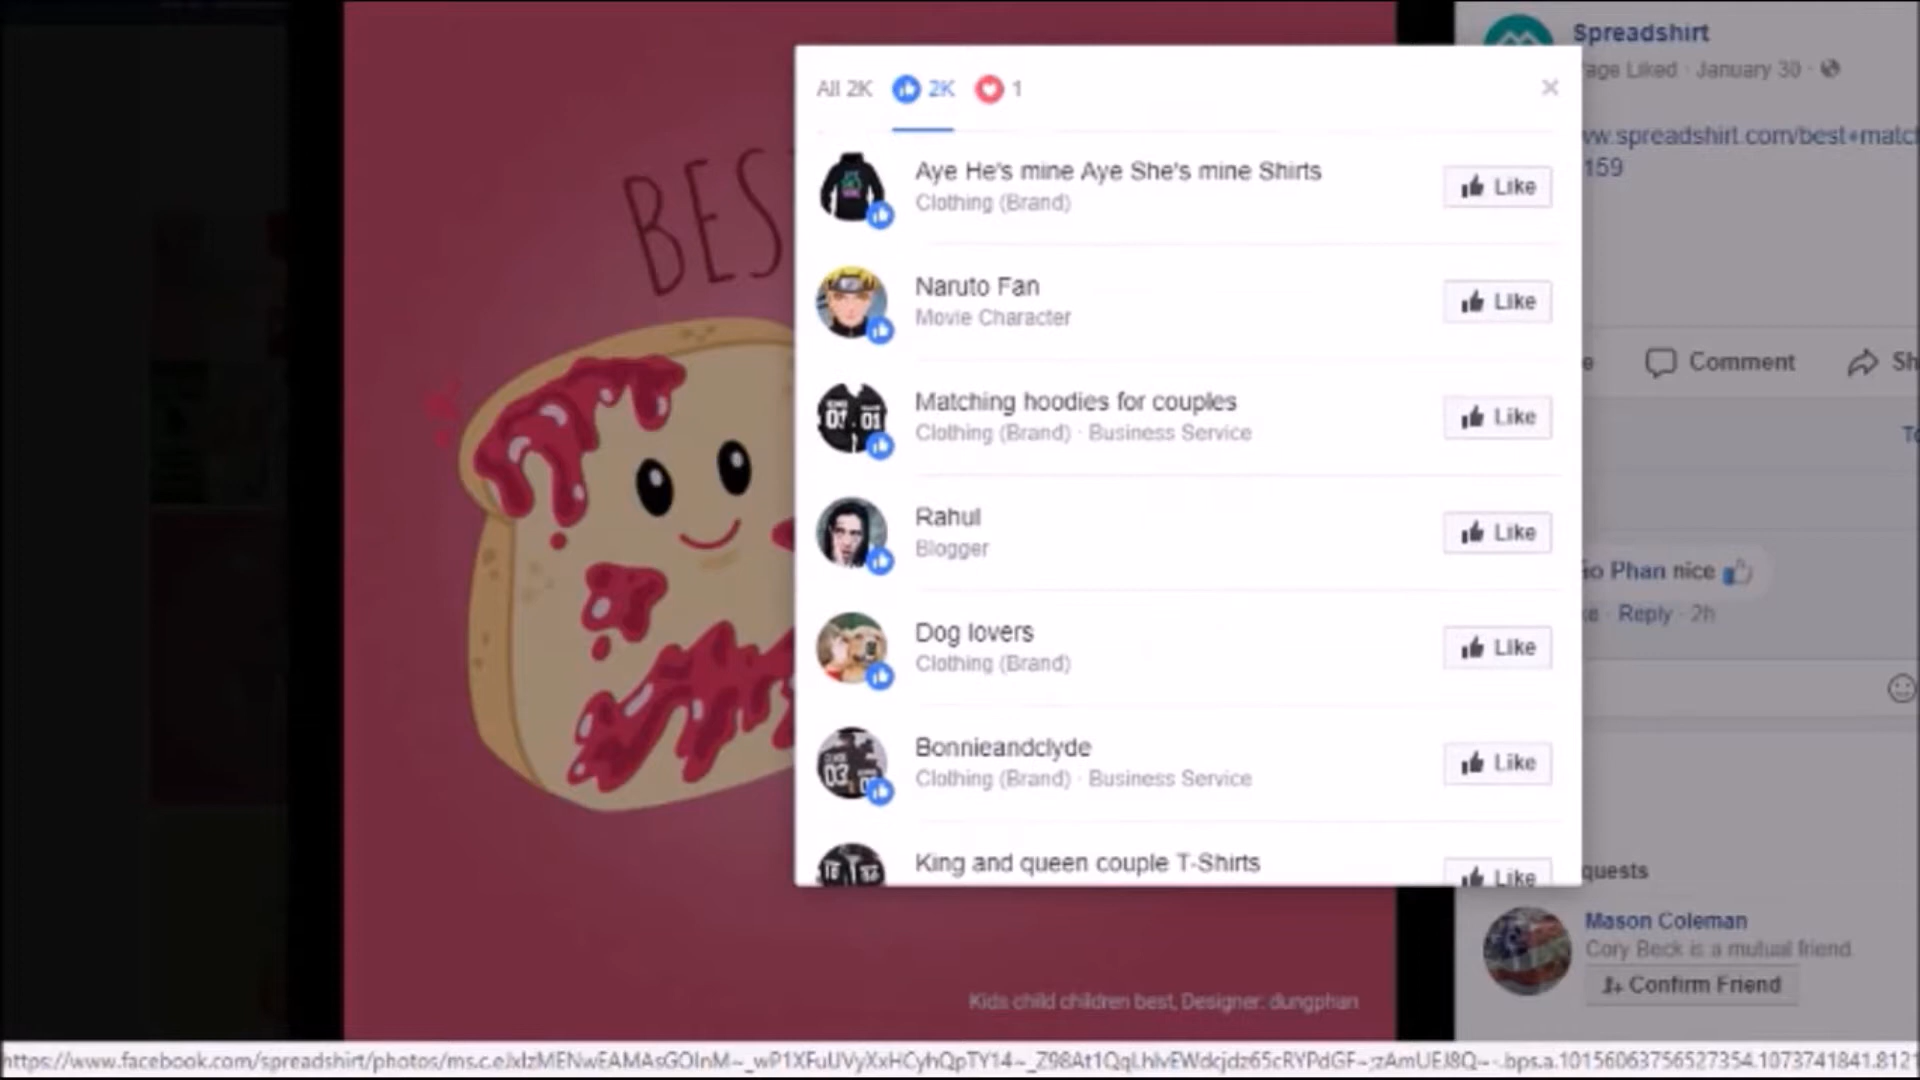 BES
All 2K 2K 1
Aye He's mine Aye She's mine Shirts
Clothing (Brand)
Like
Naruto Fan
Movie Character
Like
Matching hoodies for couples
Clothing (Brand) · Business Service
Like
Rahul
Blogger
Like
Dog lovers
Clothing (Brand)
Like
Bonnieandclyde
Clothing (Brand) · Business Service
Like
King and queen couple T-Shirts
Like
Spreadshirt
age Liked · January 30 ·
159
Comment
Phan nice
Reply · 2h
quests
Mason Coleman
Cory Beck is a mutual friend.
Confirm Friend
Kids child children best, Designer: dungphan